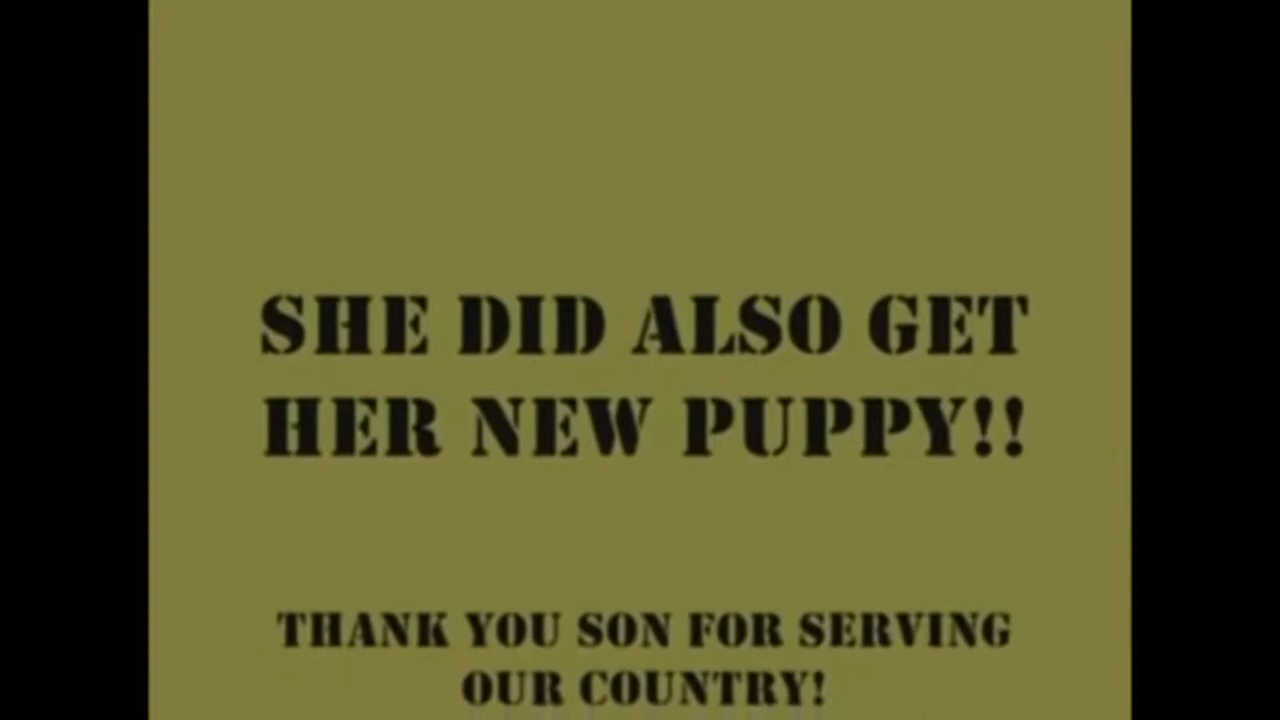 SHE DID ALSO GET
HER NEW PUPPY!!
THANK YOU SON FOR SERVING
OUR COUNTRY!